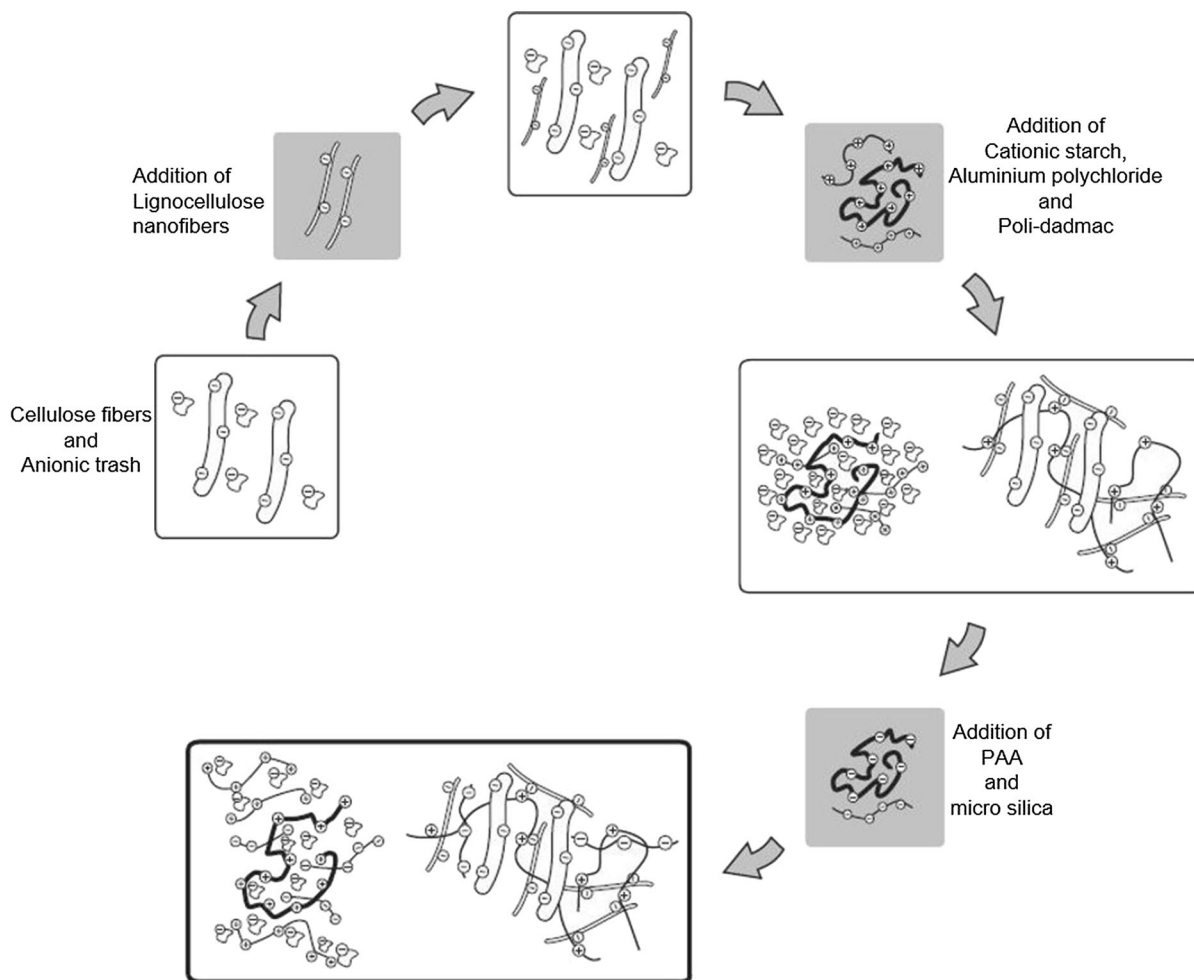 Addition of
Lignocellulose
nanofibers
Addition of
Cationic starch,
Aluminium polychloride
and
Poli-dadmac
Cellulose fibers
and
Anionic trash
Addition of
PAA
and
micro silica